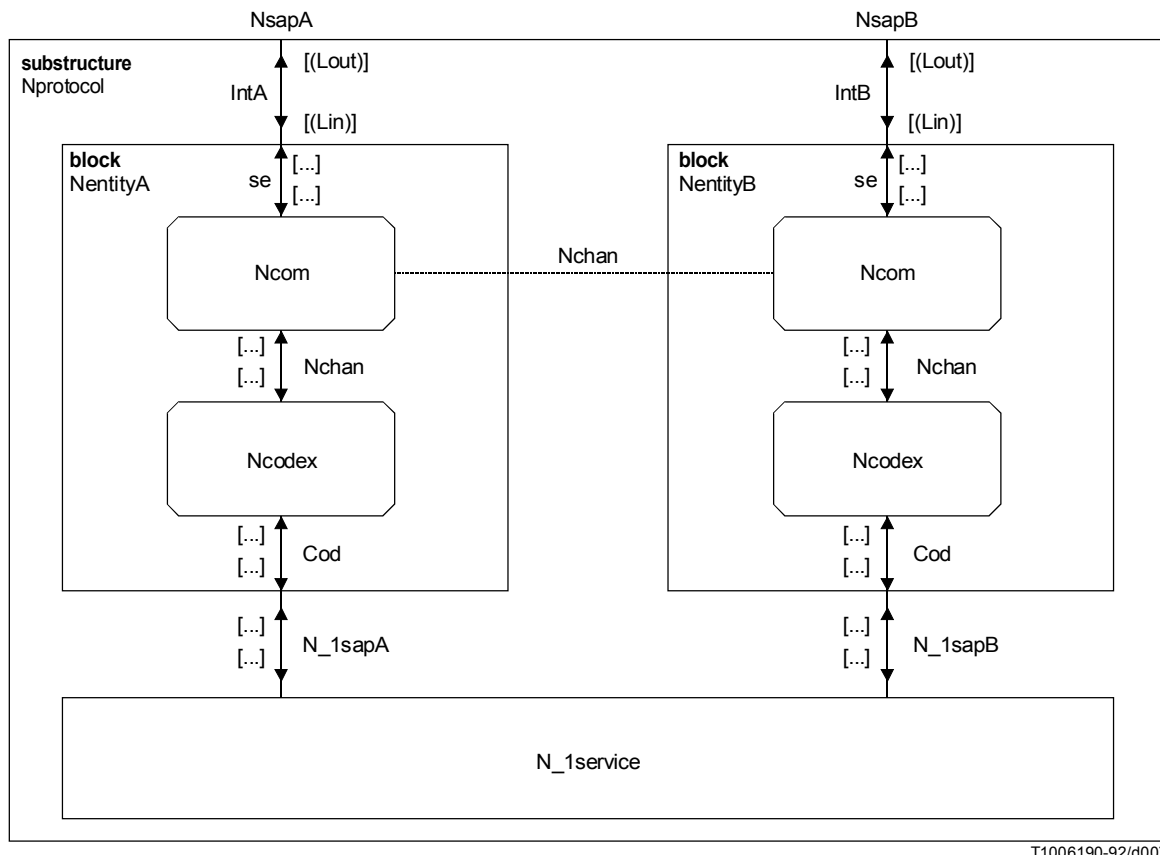 NsapA
NsapB
substructure
Nprotocol
[(Lout)]
[(Lout)]
IntA
IntB
[(Lin)]
[(Lin)]
block
NentityA
block
NentityB
[...]
se
[...]
[...]
se
[...]
Ncom
Nchan
Ncom
[...]
Nchan
[...]
[...]
Nchan
[...]
Ncodex
Ncodex
[...]
Cod
[...]
[...]
Cod
[...]
[...]
N_1sapA
[...]
[...]
N_1sapB
[...]
N_1service